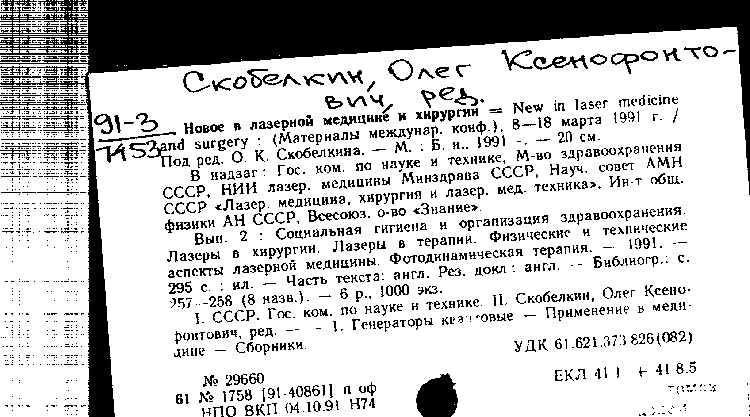 Скобелкин, Олег Ксенофонто-
вич, ред.
91-3
7453
Новое в лазерной медицине и хирургии = New in laser medicine
and surgery : (Материалы междунар. конф.), 8—18 марта 1991 г. /
Под ред. О. К. Скобелкина. — М. : Б. и., 1991 -. — 20 см.
В надзаг : Гос. ком. по науке и технике, М-во здравоохранения
СССР, НИИ лазер. медицины Минздрава СССР, Науч. совет АМН
СССР «Лазер. медицина, хирургия и лазер. мед. техника», Ин-т общ.
физики АН СССР, Всесоюз. о-во «Знание».
Вып. 2 : Социальная гигиена и организация здравоохранения.
Лазеры в хирургии. Лазеры в терапии. Физические и технические
аспекты лазерной медицины. Фотодинамическая терапия. — 1991. —
295 с. : ил. — Часть текста: англ. Рез. докл : англ. — Библиогр.: с.
257—258 (8 назв.). — 6 р., 1000 экз.
I. СССР. Гос. ком. по науке и технике. II. Скобелкин, Олег Ксено-
фонтович, ред. — — 1. Генераторы квантовые — Применение в меди-
цине — Сборники.
УДК 61.621.373 826(082)
№ 29660
61 № 1758 [91-40861] п оф
ЕКЛ 41 1 + 41 8.5
НПО ВКП 04.10.91 Н74